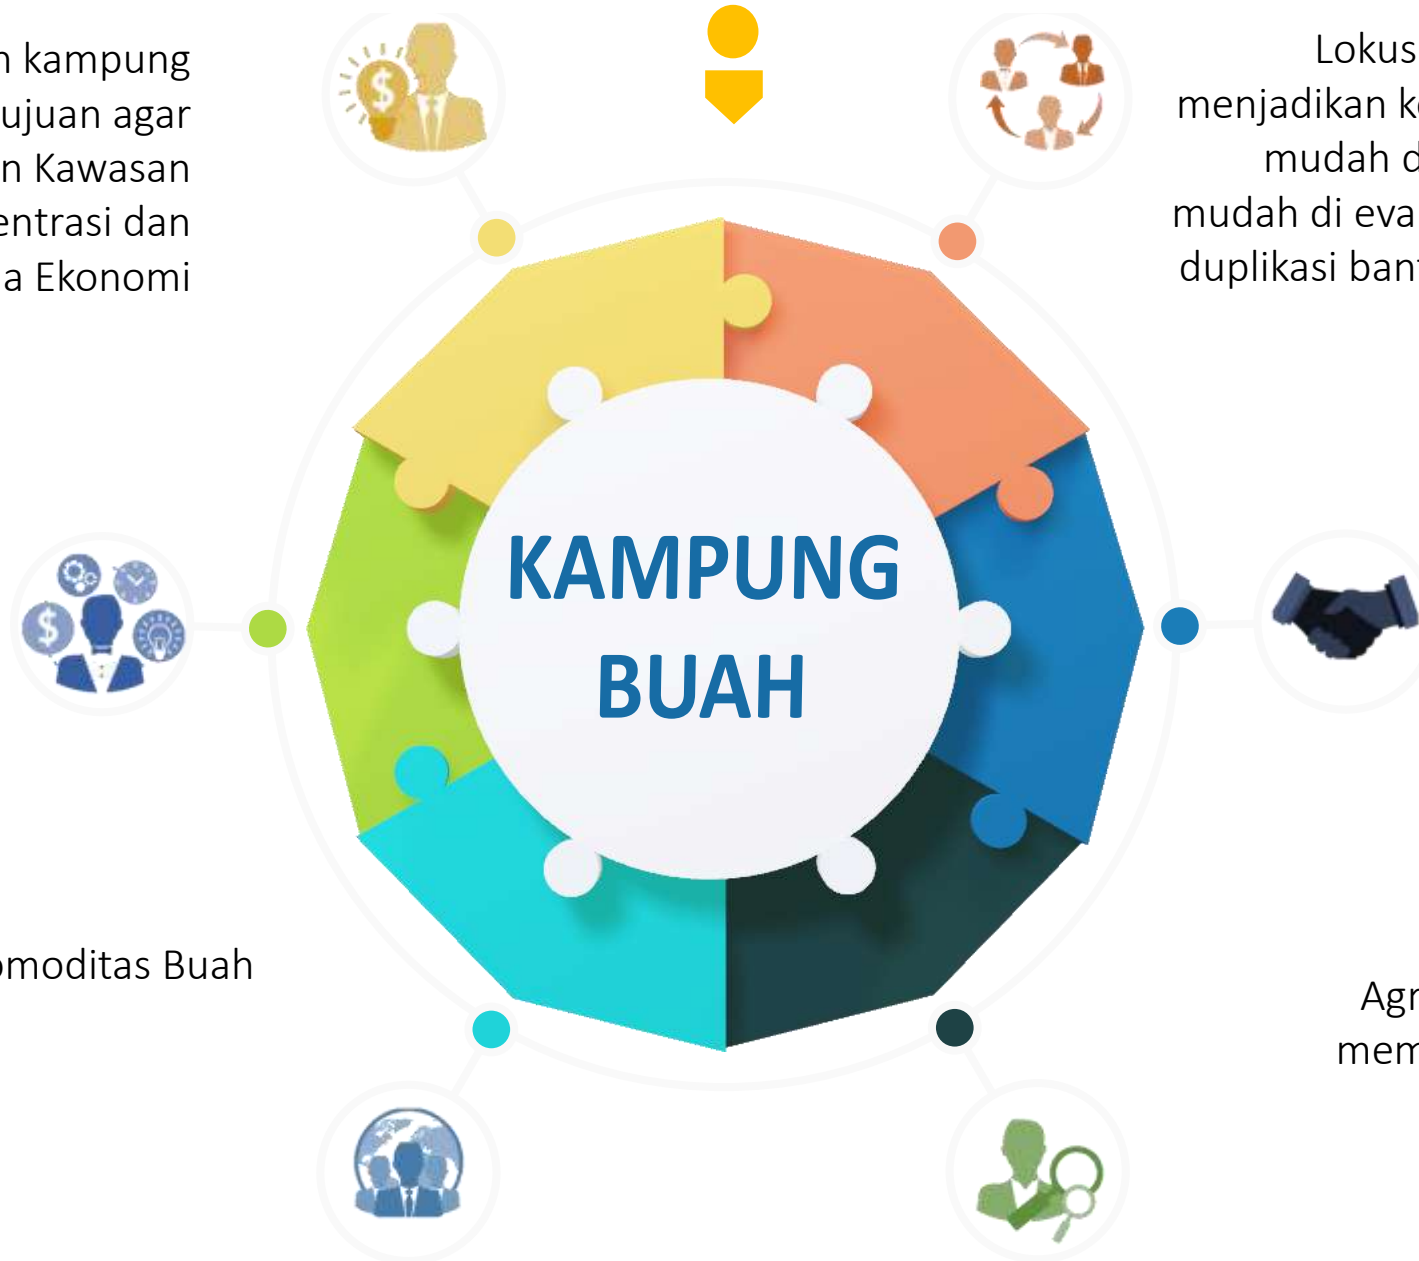 kampung
ujuan agar
n Kawasan
entrasi dan
a Ekonomi
Lokus
menjadikan
mudah d
mudah di eva
duplikasi ban
KAMPUNG
BUAH
omoditas Buah
Agr
mem